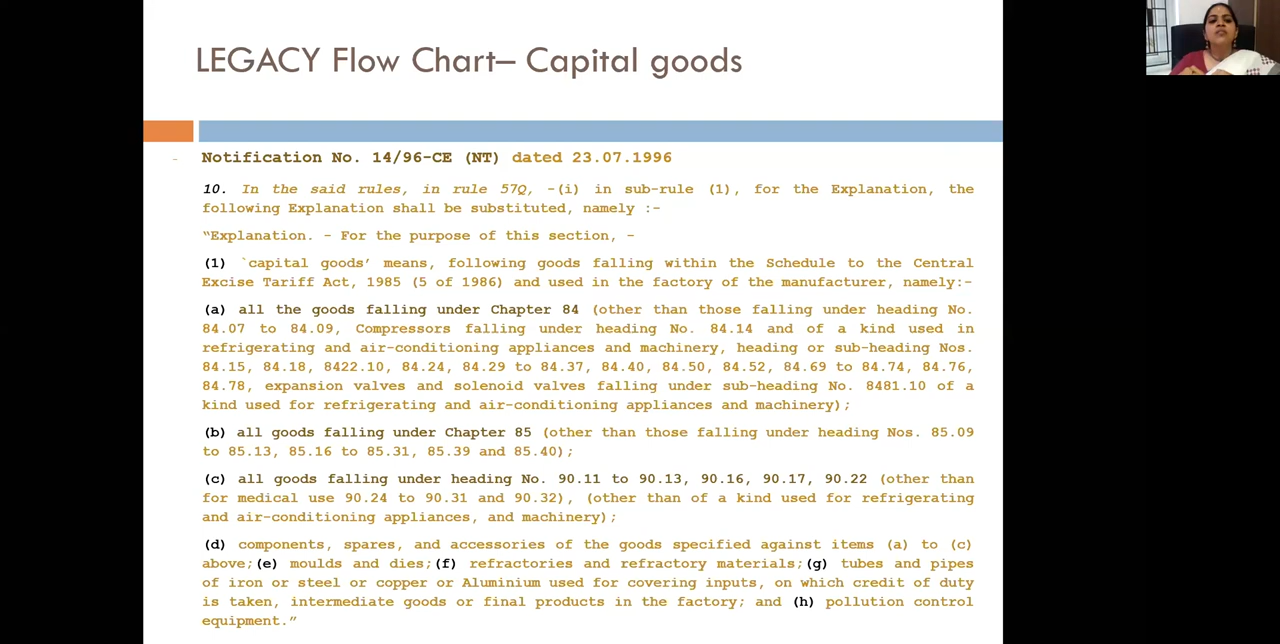 LEGACY Flow Chart– Capital goods
– Notification No. 14/96-CE (NT) dated 23.07.1996
10. In the said rules, in rule 57Q, -(i) in sub-rule (1), for the Explanation, the
following Explanation shall be substituted, namely :-
“Explanation. - For the purpose of this section, -
(1) `capital goods’ means, following goods falling within the Schedule to the Central
Excise Tariff Act, 1985 (5 of 1986) and used in the factory of the manufacturer, namely:-
(a) all the goods falling under Chapter 84 (other than those falling under heading No.
84.07 to 84.09, Compressors falling under heading No. 84.14 and of a kind used in
refrigerating and air-conditioning appliances and machinery, heading or sub-heading Nos.
84.15, 84.18, 8422.10, 84.24, 84.29 to 84.37, 84.40, 84.50, 84.52, 84.69 to 84.74, 84.76,
84.78, expansion valves and solenoid valves falling under sub-heading No. 8481.10 of a
kind used for refrigerating and air-conditioning appliances and machinery);
(b) all goods falling under Chapter 85 (other than those falling under heading Nos. 85.09
to 85.13, 85.16 to 85.31, 85.39 and 85.40);
(c) all goods falling under heading No. 90.11 to 90.13, 90.16, 90.17, 90.22 (other than
for medical use 90.24 to 90.31 and 90.32), (other than of a kind used for refrigerating
and air-conditioning appliances, and machinery);
(d) components, spares, and accessories of the goods specified against items (a) to (c)
above;(e) moulds and dies;(f) refractories and refractory materials;(g) tubes and pipes
of iron or steel or copper or Aluminium used for covering inputs, on which credit of duty
is taken, intermediate goods or final products in the factory; and (h) pollution control
equipment.”